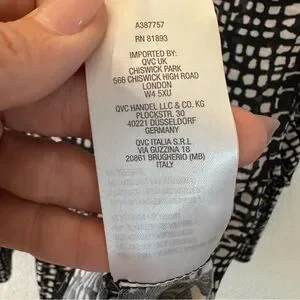 A387757
RN 81893
IMPORTED BY:
QVC UK
CHISWICK PARK
566 CHISWICK HIGH ROAD
LONDON
W4 5XU
QVC HANDEL LLC & CO. KG
PLOCKSTR. 30
40221 DÜSSELDORF
GERMANY
QVC ITALIA S.R.L
VIA GUZZINA 18
20861 BRUGHERIO (MB)
ITALY